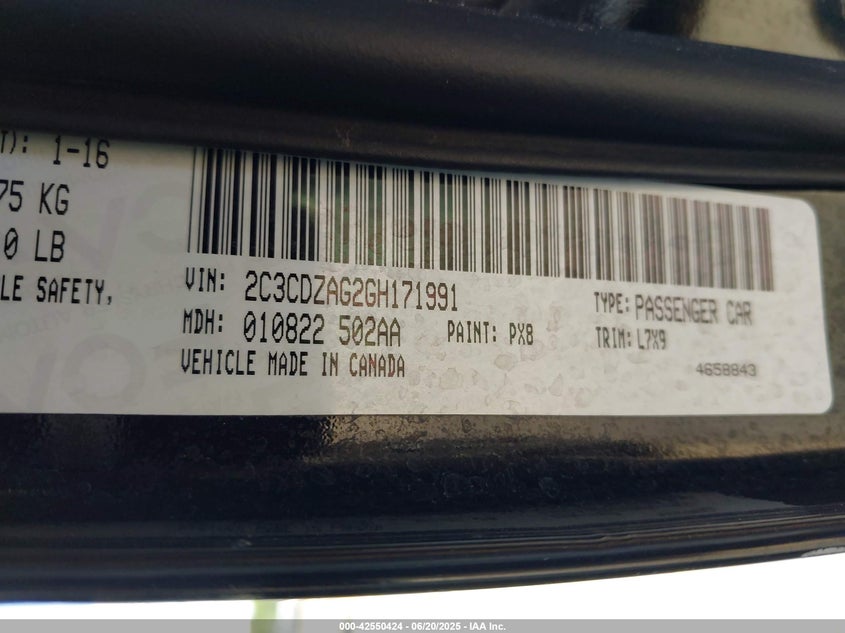 T): 1-16
75 KG
0 LB
LE SAFETY,
VIN: 2C3CDZAG2GH171991
TYPE: PASSENGER CAR
MDH: 010822 502AA PAINT: PX8 TRIM: L7X9
VEHICLE MADE IN CANADA
4658843
000-42550424 - 06/20/2025 - IAA Inc.